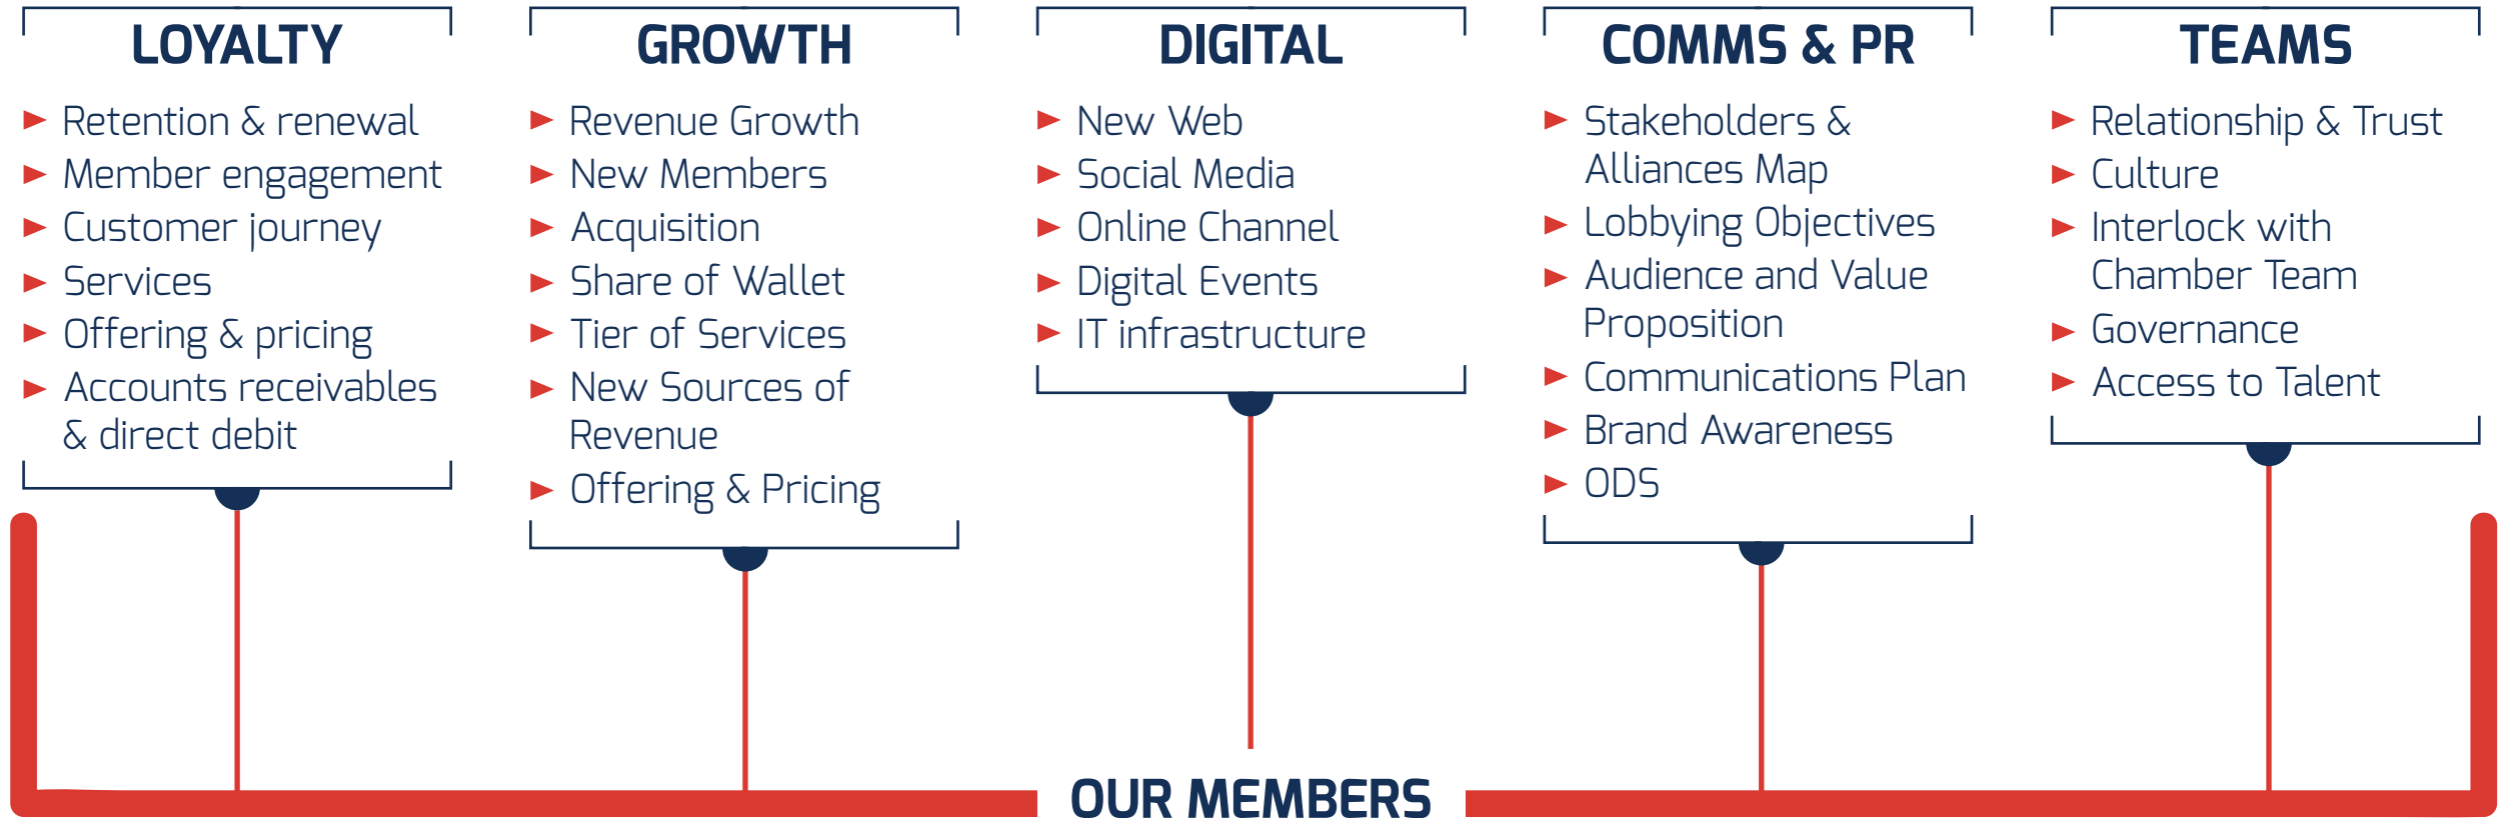 LOYALTY
Retention & renewal
Member engagement
Customer journey
Services
Offering & pricing
Accounts receivables
& direct debit
GROWTH
Revenue Growth
New Members
Acquisition
Share of Wallet
Tier of Services
New Sources of
Revenue
Offering & Pricing
DIGITAL
New Web
Social Media
Online Channel
Digital Events
IT infrastructure
COMMS & PR
Stakeholders &
Alliances Map
Lobbying Objectives
Audience and Value
Proposition
Communications Plan
Brand Awareness
ODS
TEAMS
Relationship & Trust
Culture
Interlock with
Chamber Team
Governance
Access to Talent
OUR MEMBERS